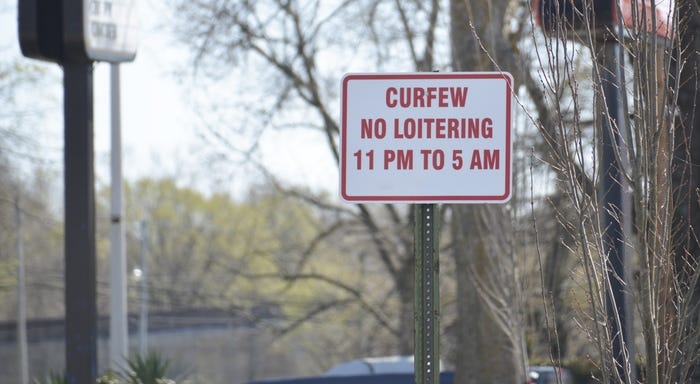 CURFEW
NO LOITERING
11 PM TO 5 AM